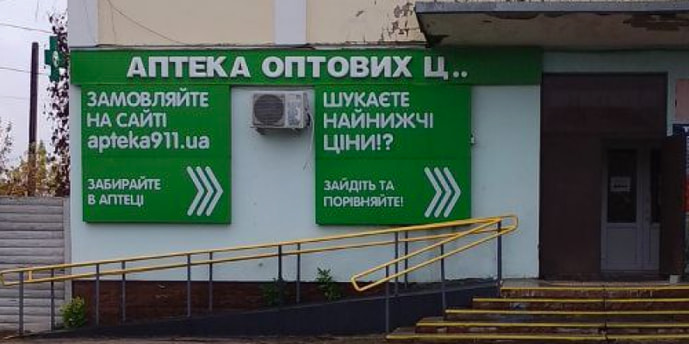 АПТЕКА ОПТОВИХ Ц..
ЗАМОВЛЯЙТЕ
НА САЙТІ
apteka911.ua
ЗАБИРАЙТЕ
В АПТЕЦІ
ШУКАЄТЕ
НАЙНИЖЧІ
ЦІНИ!?
ЗАЙДІТЬ ТА
ПОРІВНЯЙТЕ!